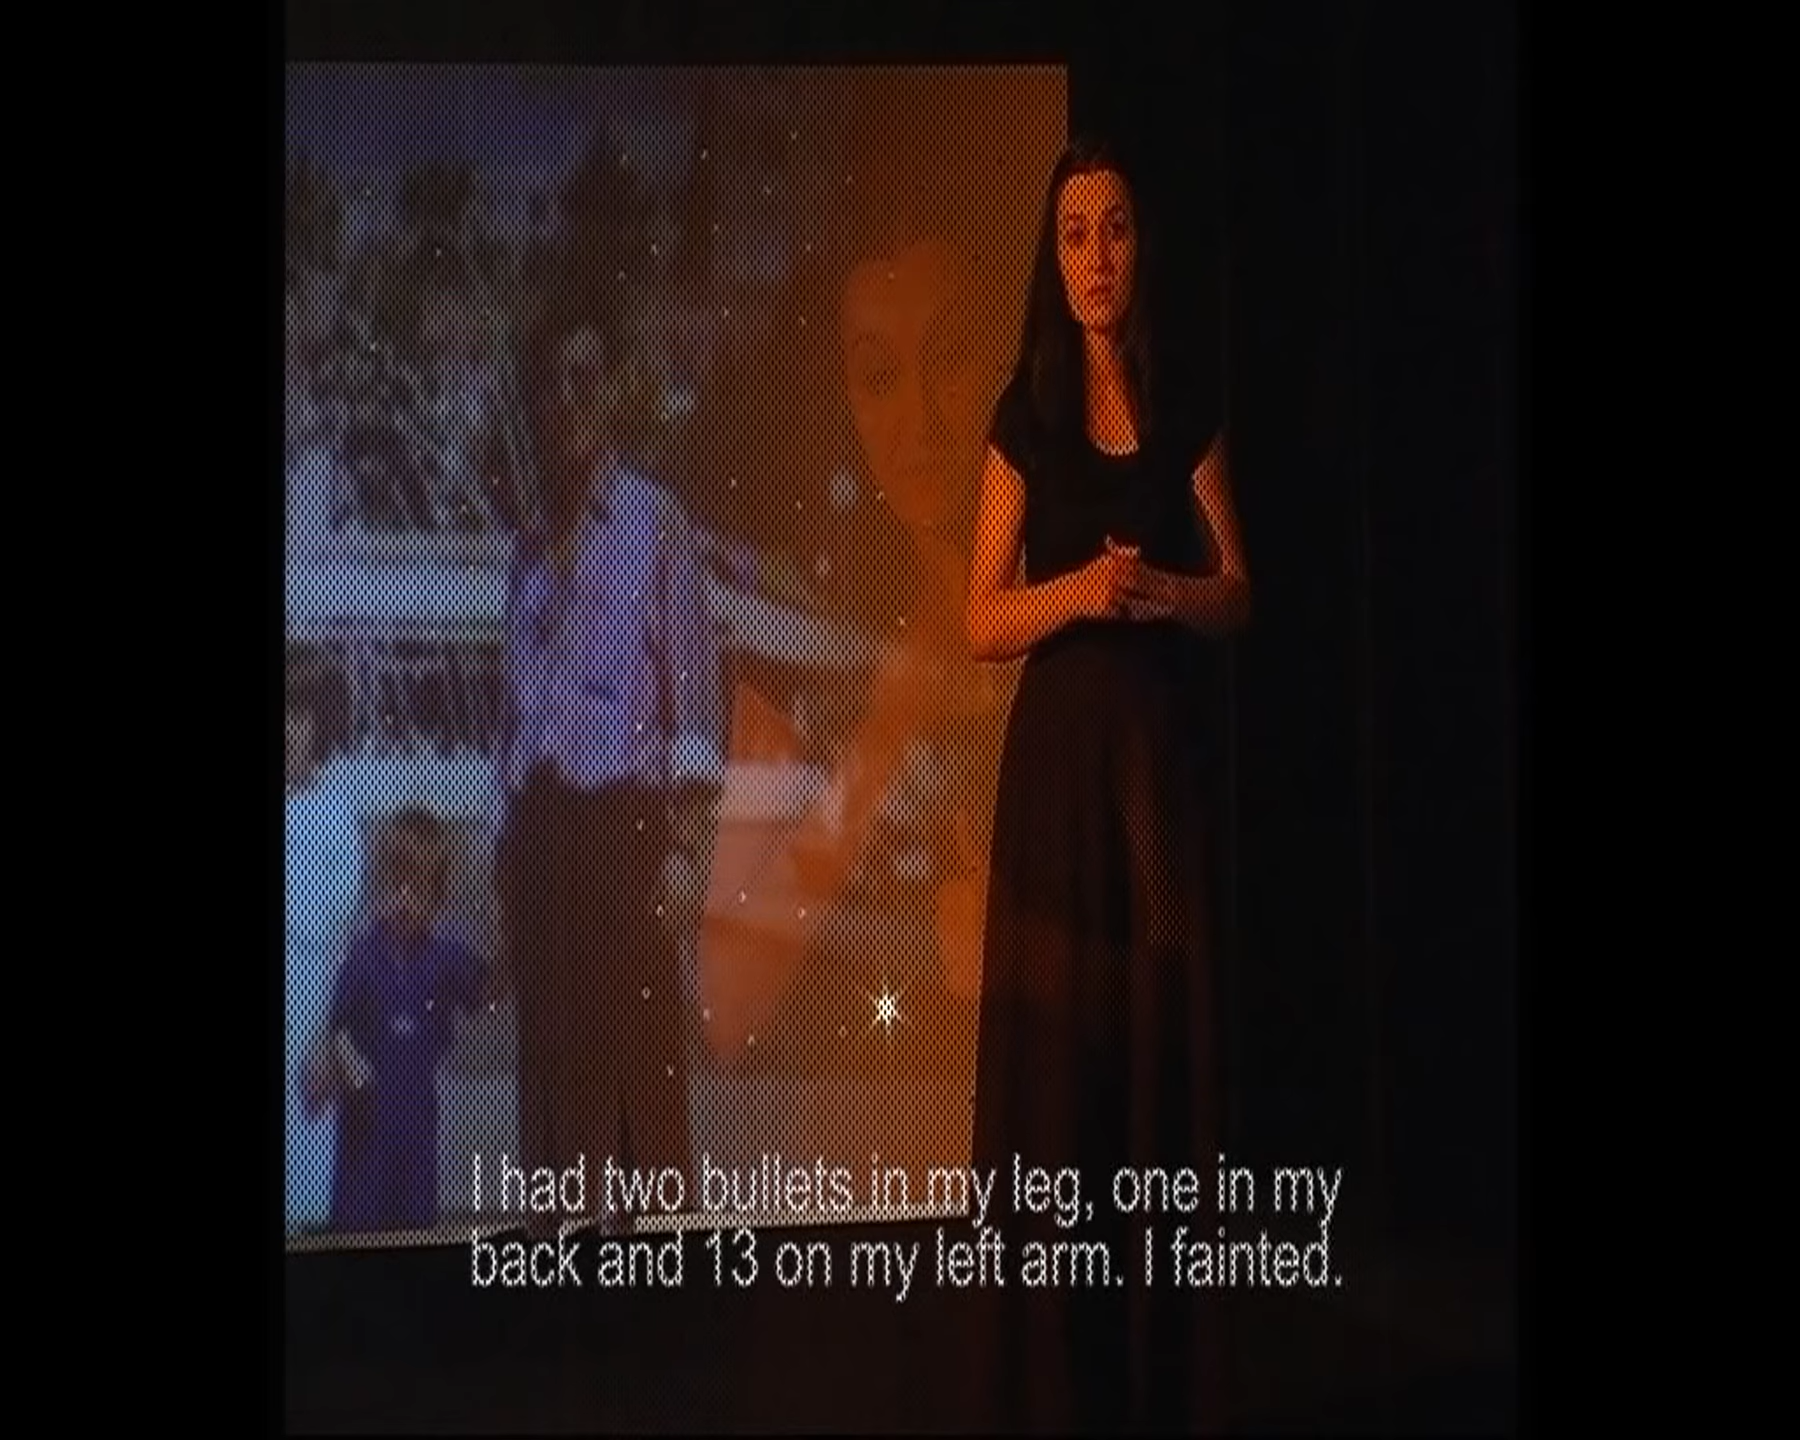 I had two bullets in my leg, one in my
back and 13 on my left arm. I fainted.